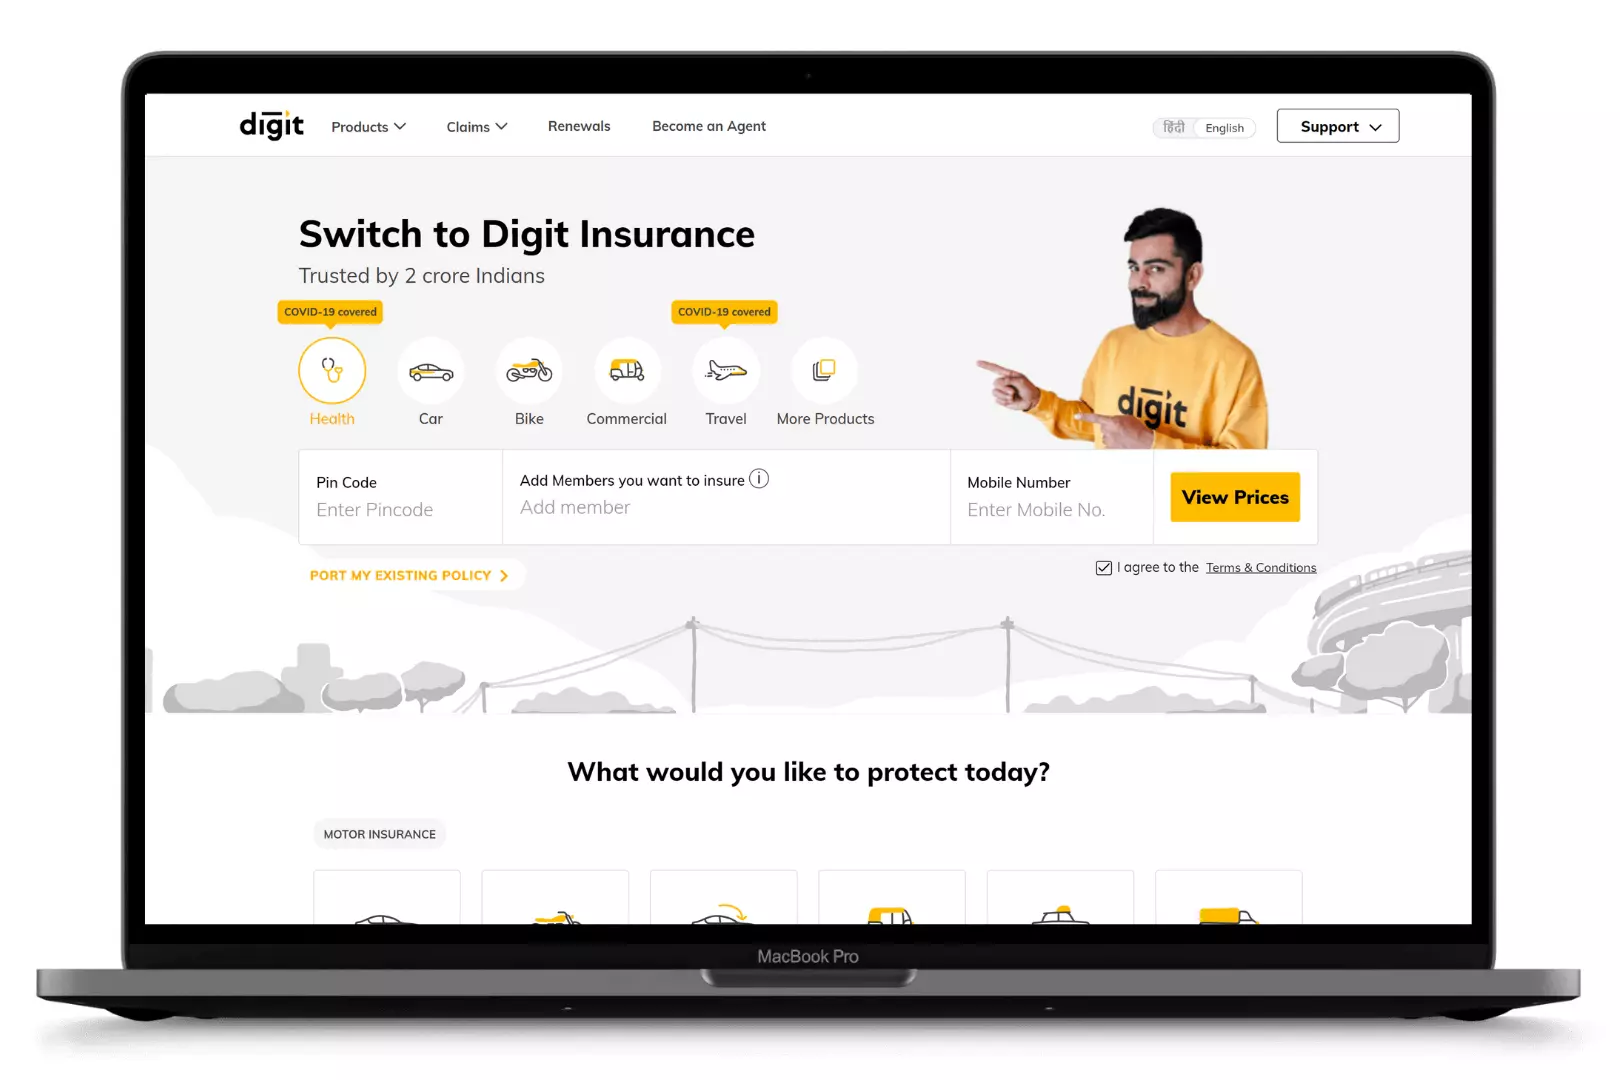 digit
Products
Claims
Renewals
Become an Agent
हिंदी
English
Support
Switch to Digit Insurance
Trusted by 2 crore Indians
COVID-19 covered
COVID-19 covered
Health
Car
Bike
Commercial
Travel
More Products
digit
Pin Code
Enter Pincode
Add Members you want to insure
Add member
Mobile Number
Enter Mobile No.
View Prices
PORT MY EXISTING POLICY
I agree to the Terms & Conditions
What would you like to protect today?
MOTOR INSURANCE
MacBook Pro